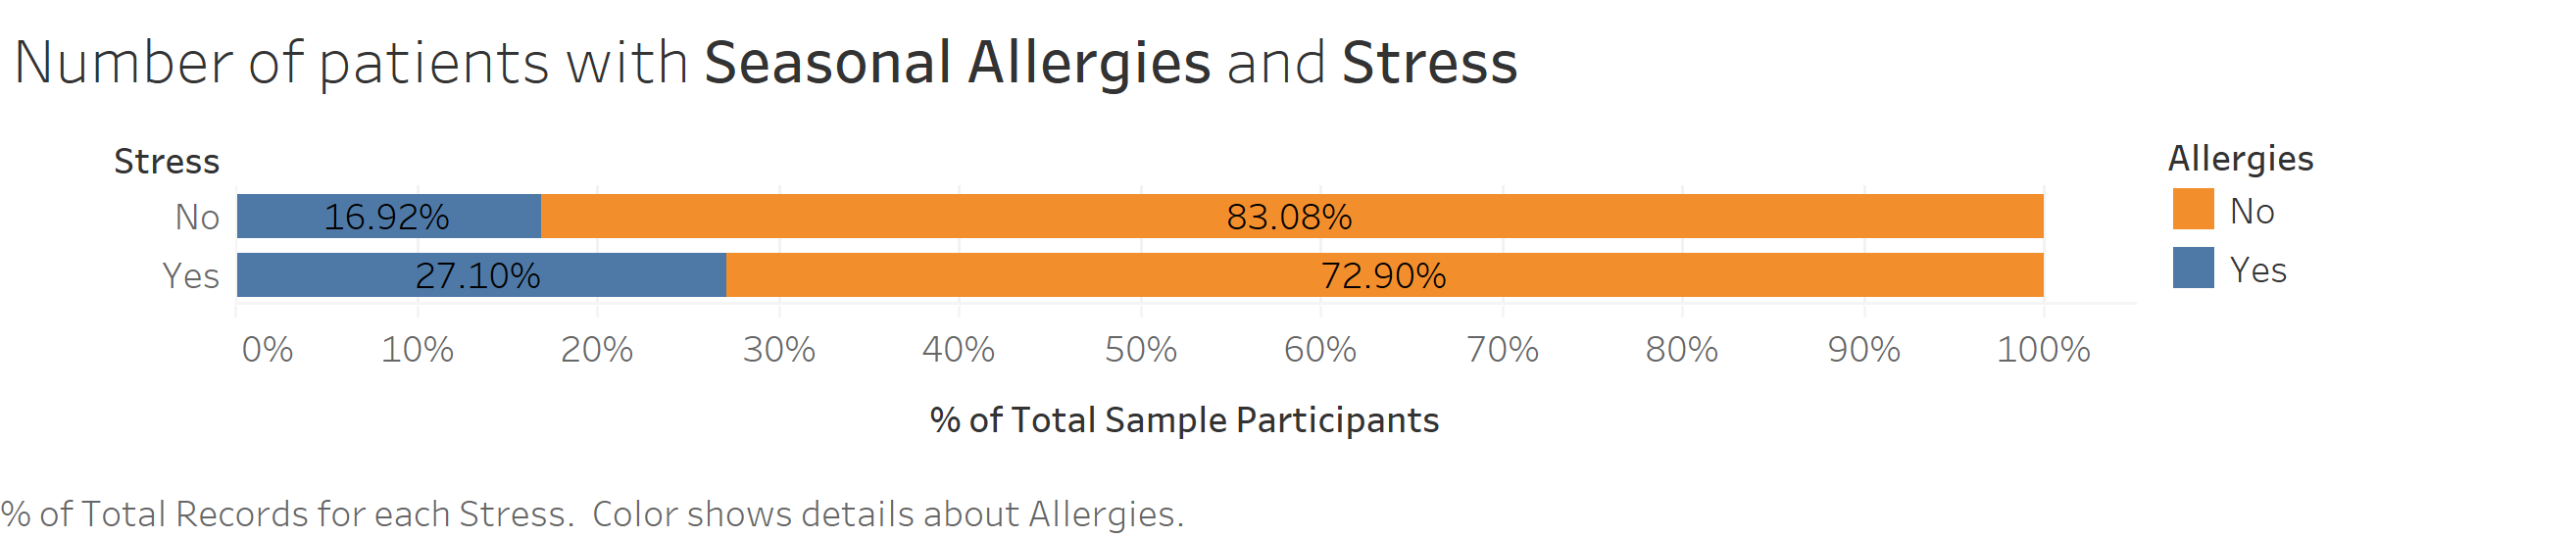 Number of patients with Seasonal Allergies and Stress
Stress
No
16.92%
83.08%
Yes
27.10%
72.90%
0% 10% 20% 30% 40% 50% 60% 70% 80% 90% 100%
% of Total Sample Participants
Allergies
No
Yes
% of Total Records for each Stress.  Color shows details about Allergies.